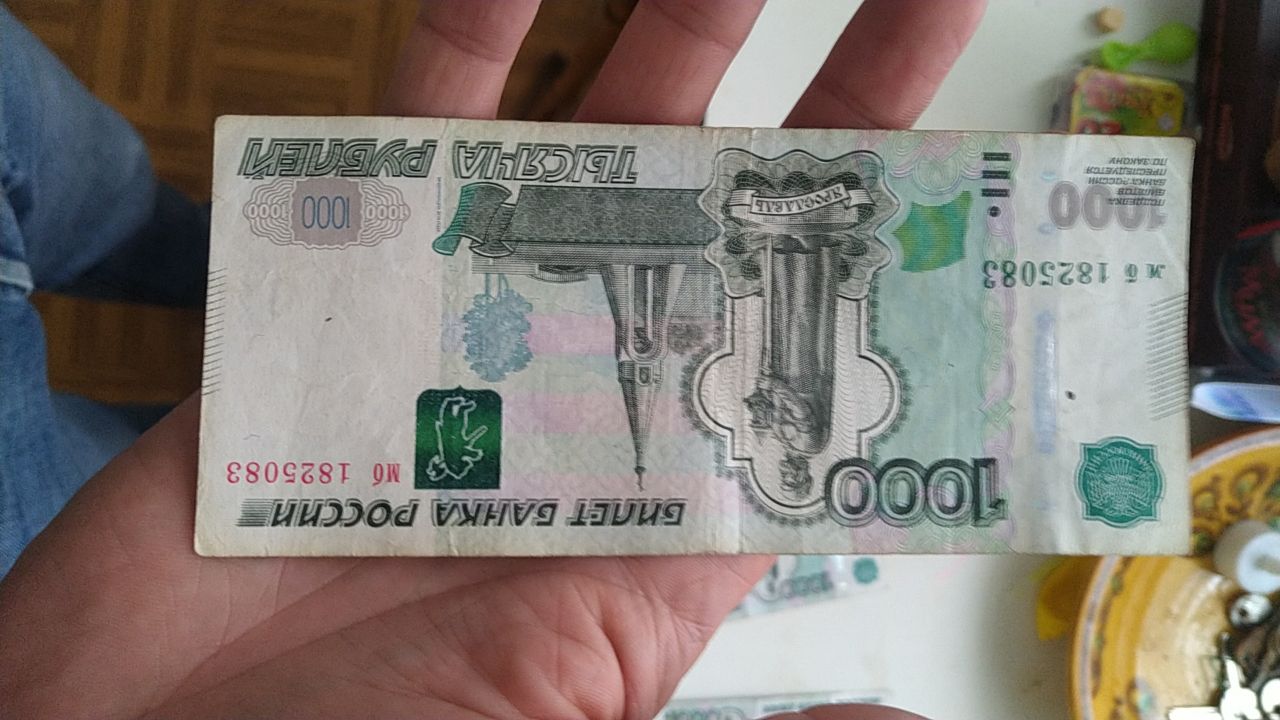 БИЛЕТ БАНКА РОССИИ
мб 1825083
1000
ЯРОСЛАВЛЬ
мб 1825083
1000
ПОДДЕЛКА
БИЛЕТОВ
БАНКА РОССИИ
ПРЕСЛЕДУЕТСЯ
ПО ЗАКОНУ
1000 1000 1000
ТЫСЯЧА РУБЛЕЙ